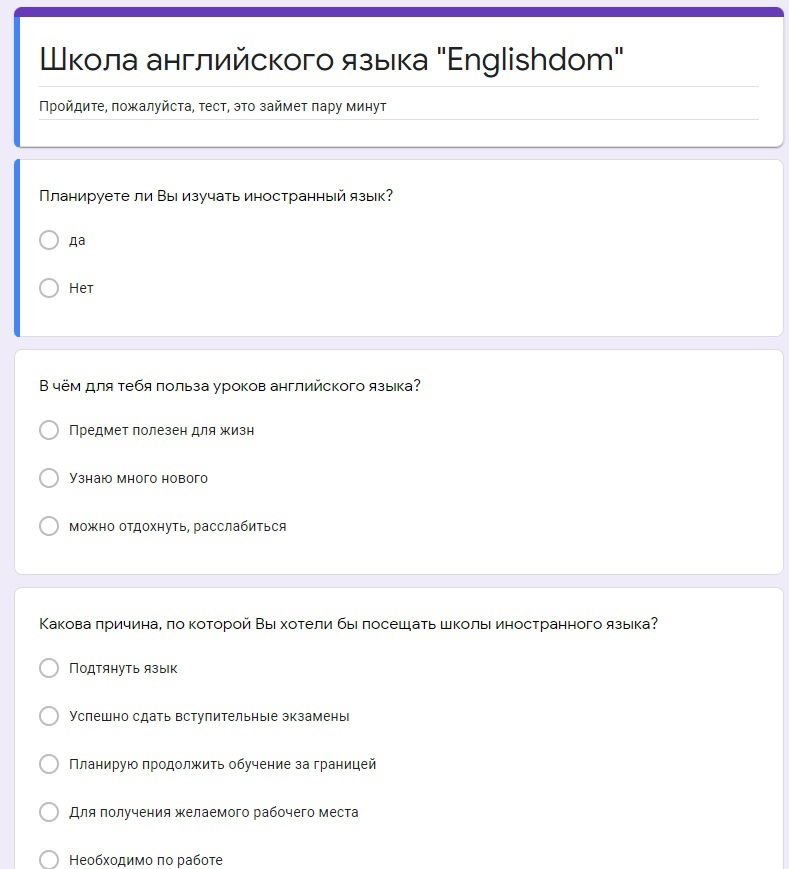 Школа английского языка "Englishdom"
Пройдите, пожалуйста, тест, это займет пару минут
Планируете ли Вы изучать иностранный язык?
да
Нет
В чём для тебя польза уроков английского языка?
Предмет полезен для жизн
Узнаю много нового
можно отдохнуть, расслабиться
Какова причина, по которой Вы хотели бы посещать школы иностранного языка?
Подтянуть язык
Успешно сдать вступительные экзамены
Планирую продолжить обучение за границей
Для получения желаемого рабочего места
Необходимо по работе